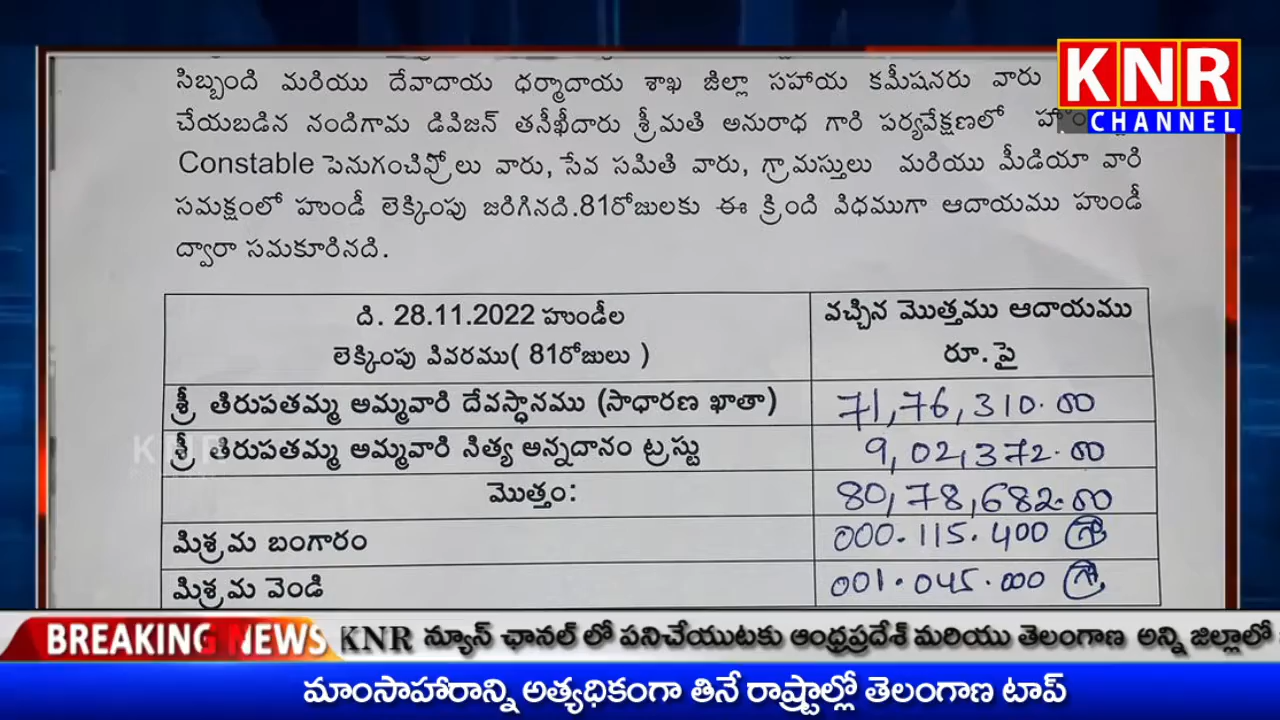 సిబ్బంది మరియు దేవాదాయ ధర్మాదాయ శాఖ జిల్లా సహాయ కమీషనరు వారు
చేయబడిన నందిగామ డివిజన్ తనీఖీదారు శ్రీమతి అనురాధ గారి పర్యవేక్షణలో
Constable పెనుగంచిప్రోలు వారు, సేవ సమితి వారు, గ్రామస్తులు మరియు మీడియా వారి
సమక్షంలో హుండీ లెక్కింపు జరిగినది.81రోజులకు ఈ క్రింది విధముగా ఆదాయము హుండీ
ద్వారా సమకూరినది.
KNR
CHANNEL
ది. 28.11.2022 హుండీల
లెక్కింపు వివరము( 81రోజులు )
వచ్చిన మొత్తము ఆదాయము
రూ.పై
శ్రీ తిరుపతమ్మ అమ్మవారి దేవస్థానము (సాధారణ ఖాతా) 71,76,310.00
శ్రీ తిరుపతమ్మ అమ్మవారి నిత్య అన్నదానం ట్రస్టు 9,02,372.00
మొత్తం: 80,78,682.00
మిశ్రమ బంగారం 000.115.400
మిశ్రమ వెండి 001.045.000
KNR
BREAKING NEWS KNR న్యూస్ ఛానల్ లో పనిచేయుటకు ఆంధ్రప్రదేశ్ మరియు తెలంగాణ అన్ని జిల్లాలో
మాంసాహారాన్ని అత్యధికంగా తినే రాష్ట్రాల్లో తెలంగాణ టాప్